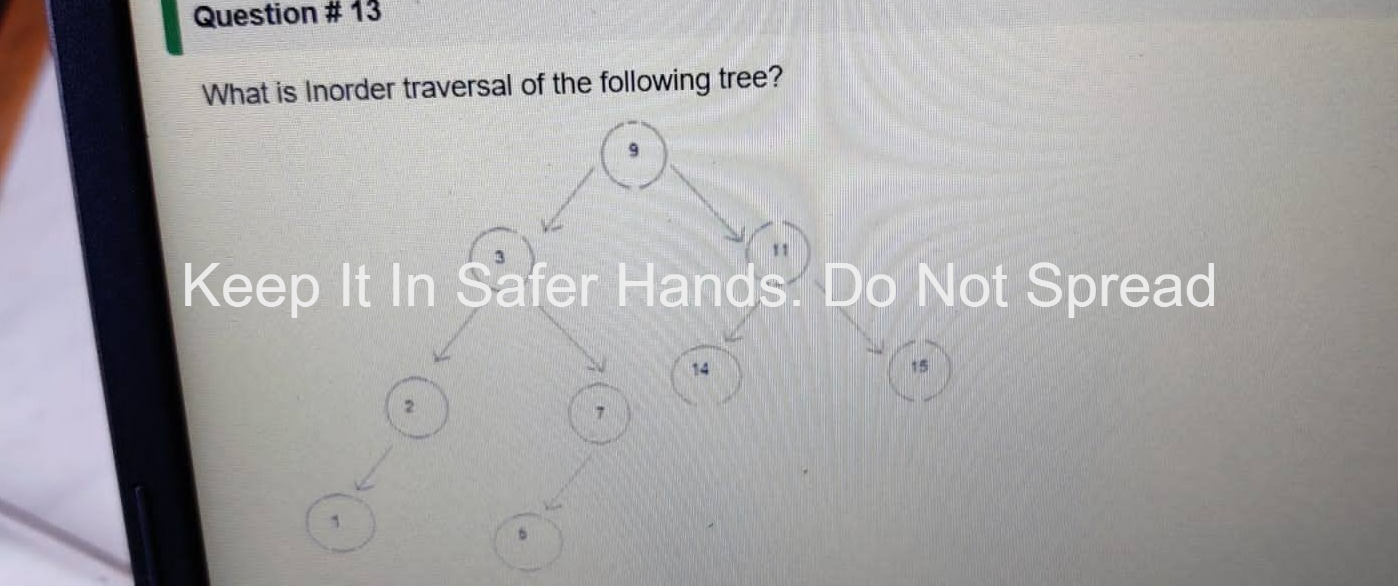 Question # 13
What is Inorder traversal of the following tree?
9
3
11
Keep It In Safer Hands. Do Not Spread
14
15
2
7
1